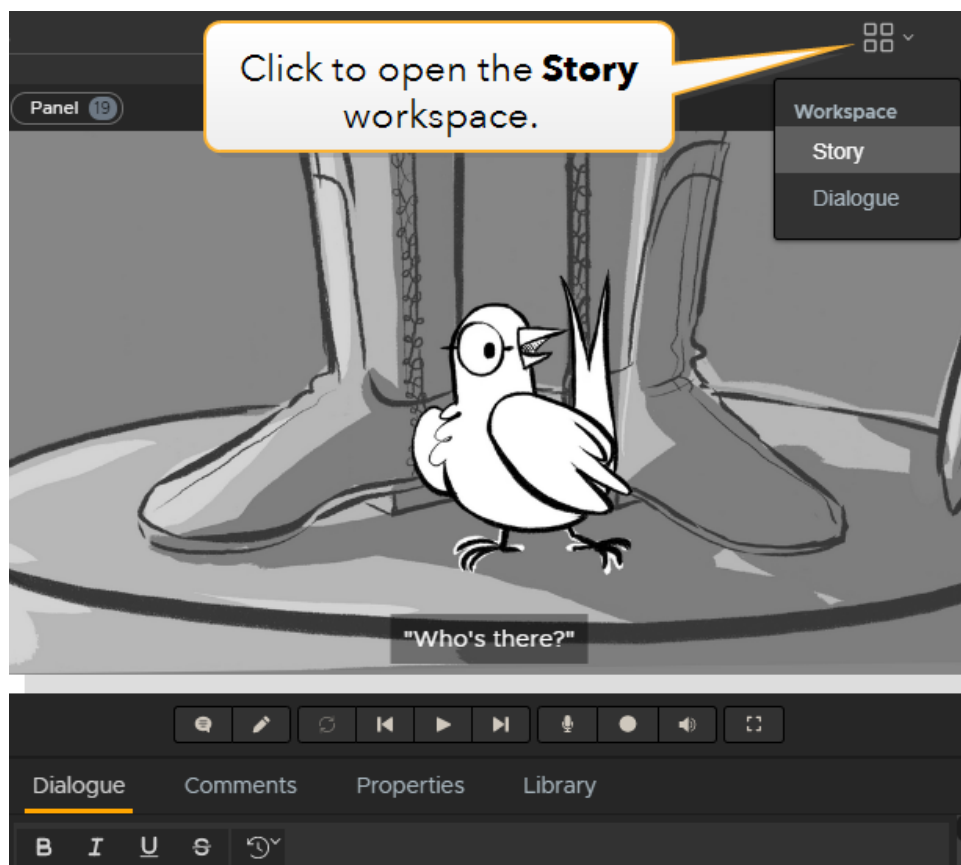 Click to open the Story
workspace.
Panel 19
Workspace
Story
Dialogue
"Who's there?"
Dialogue Comments Properties Library
B I U S